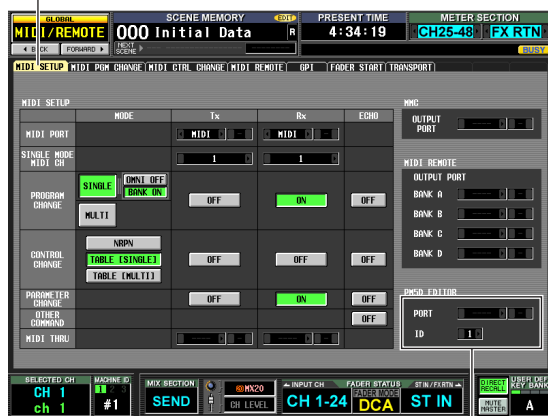 GLOBAL
MIDI/REMOTE
BACK
FORWARD
SCENE MEMORY
EDIT
000 Initial Data
R
NEXT SCENE
PRESENT TIME
4:34:19
METER SECTION
CH25-48
FX RTN
BUSY
MIDI SETUP
MIDI PGM CHANGE
MIDI CTRL CHANGE
MIDI REMOTE
GPI
FADER START
TRANSPORT
MIDI SETUP
MODE
Tx
Rx
ECHO
MIDI PORT
MIDI
-
MIDI
-
SINGLE MODE MIDI CH
1
1
PROGRAM CHANGE
SINGLE
OMNI OFF
BANK ON
MULTI
OFF
ON
OFF
CONTROL CHANGE
NRPN
TABLE [SINGLE]
TABLE [MULTI]
OFF
OFF
OFF
PARAMETER CHANGE
OFF
ON
OFF
OTHER COMMAND
OFF
MIDI THRU
MMC
OUTPUT PORT
MIDI REMOTE
OUTPUT PORT
BANK A
BANK B
BANK C
BANK D
PM5D EDITOR
PORT
ID
1
SELECTED CH
CH 1
ch 1
MACHINE ID
1 2 3
#1
MIX SECTION
SEND
MX20
CH LEVEL
INPUT CH
CH 1-24
FADER STATUS
FADER MODE
DCA
ST IN/FXRTN
ST IN
DIRECT RECALL
MUTE MASTER
USER DEF
KEY BANK
A